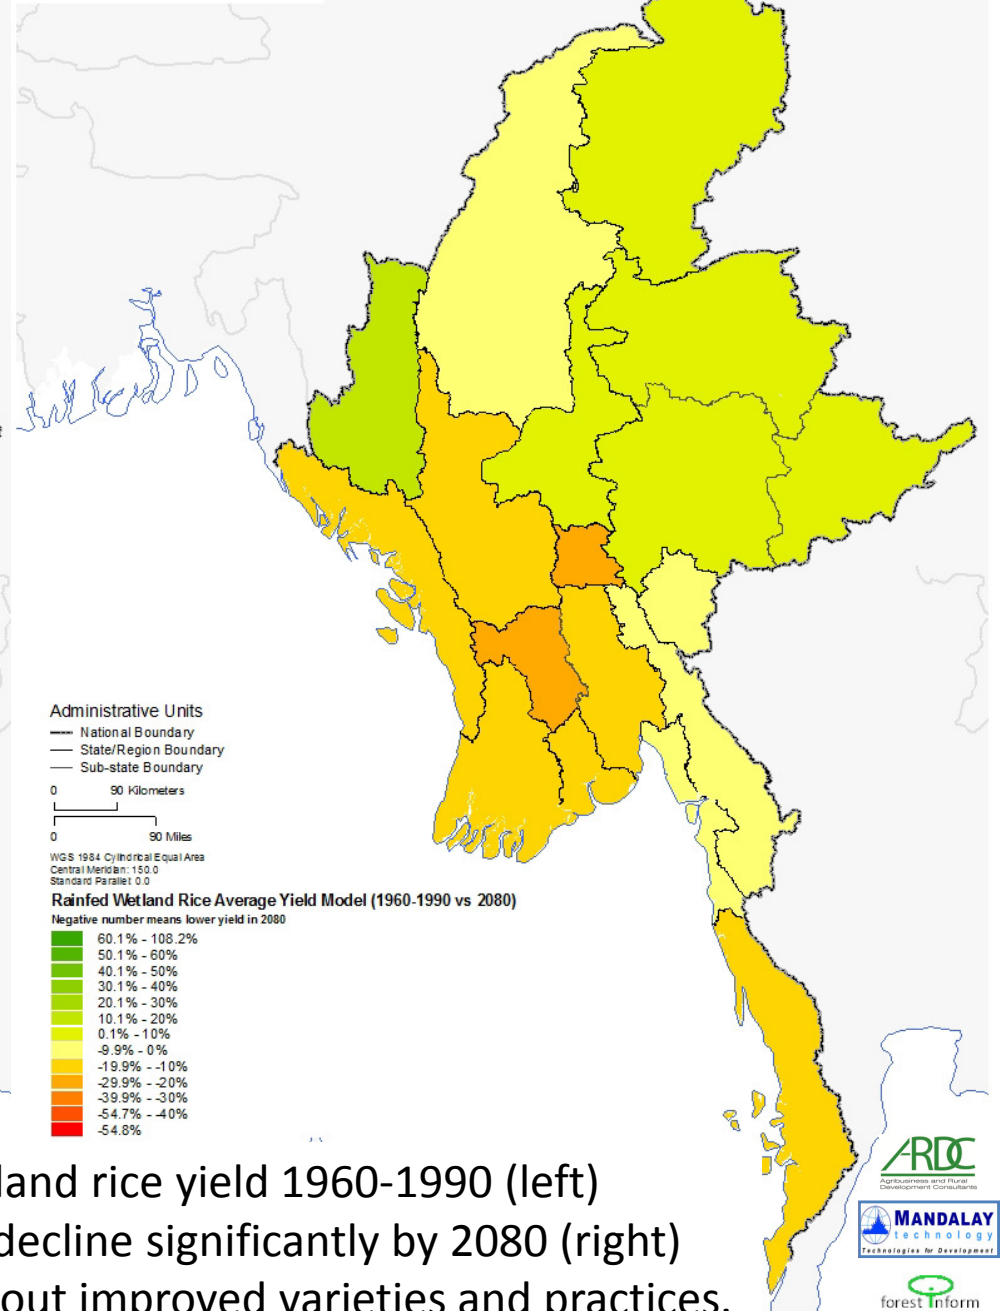 Administrative Units
National Boundary
State/Region Boundary
Sub-state Boundary
0 90 Kilometers
0 90 Miles
WGS 1984 Cylindrical Equal Area
Central Meridian: 150.0
Standard Parallel: 0.0
Rainfed Wetland Rice Average Yield Model (1960-1990 vs 2080)
Negative number means lower yield in 2080
60.1% - 108.2%
50.1% - 60%
40.1% - 50%
30.1% - 40%
20.1% - 30%
10.1% - 20%
0.1% - 10%
-9.9% - 0%
-19.9% - -10%
-29.9% - -20%
-39.9% - -30%
-54.7% - -40%
-54.8%
land rice yield 1960-1990 (left)
decline significantly by 2080 (right)
out improved varieties and practices.
ARDC
Agribusiness and Rural
Development Consultants
MANDALAY
technology
Technologies for Development
forest inform